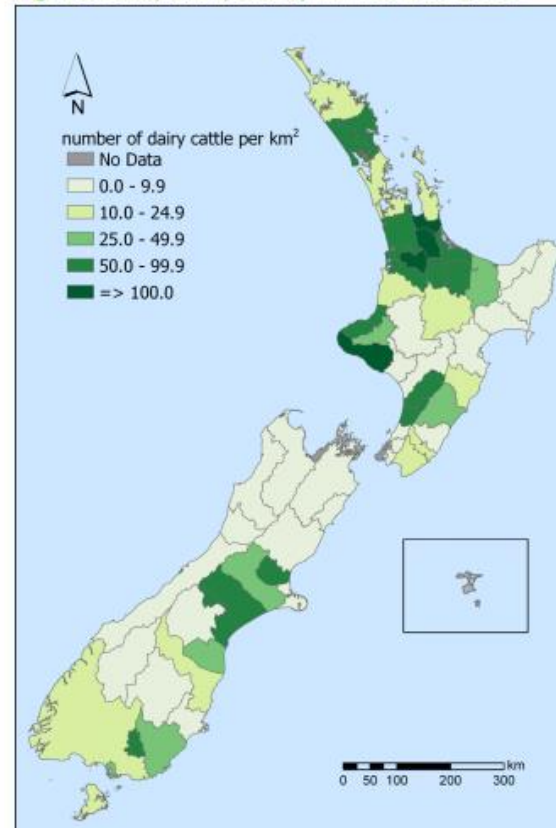 N
number of dairy cattle per km²
No Data
0.0 - 9.9
10.0 - 24.9
25.0 - 49.9
50.0 - 99.9
=> 100.0
km
0 50 100 200 300